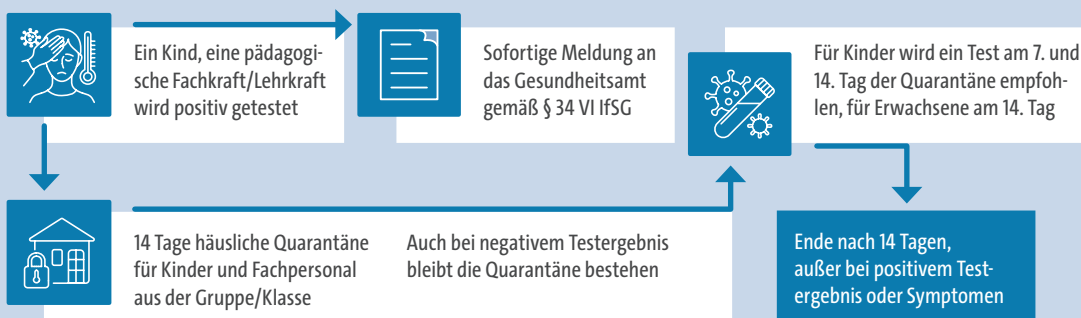 Ein Kind, eine pädagogi-
sche Fachkraft/Lehrkraft
wird positiv getestet
Sofortige Meldung an
das Gesundheitsamt
gemäß § 34 VI IfSG
Für Kinder wird ein Test am 7. und
14. Tag der Quarantäne empfoh-
len, für Erwachsene am 14. Tag
14 Tage häusliche Quarantäne
für Kinder und Fachpersonal
aus der Gruppe/Klasse
Auch bei negativem Testergebnis
bleibt die Quarantäne bestehen
Ende nach 14 Tagen,
außer bei positivem Test-
ergebnis oder Symptomen